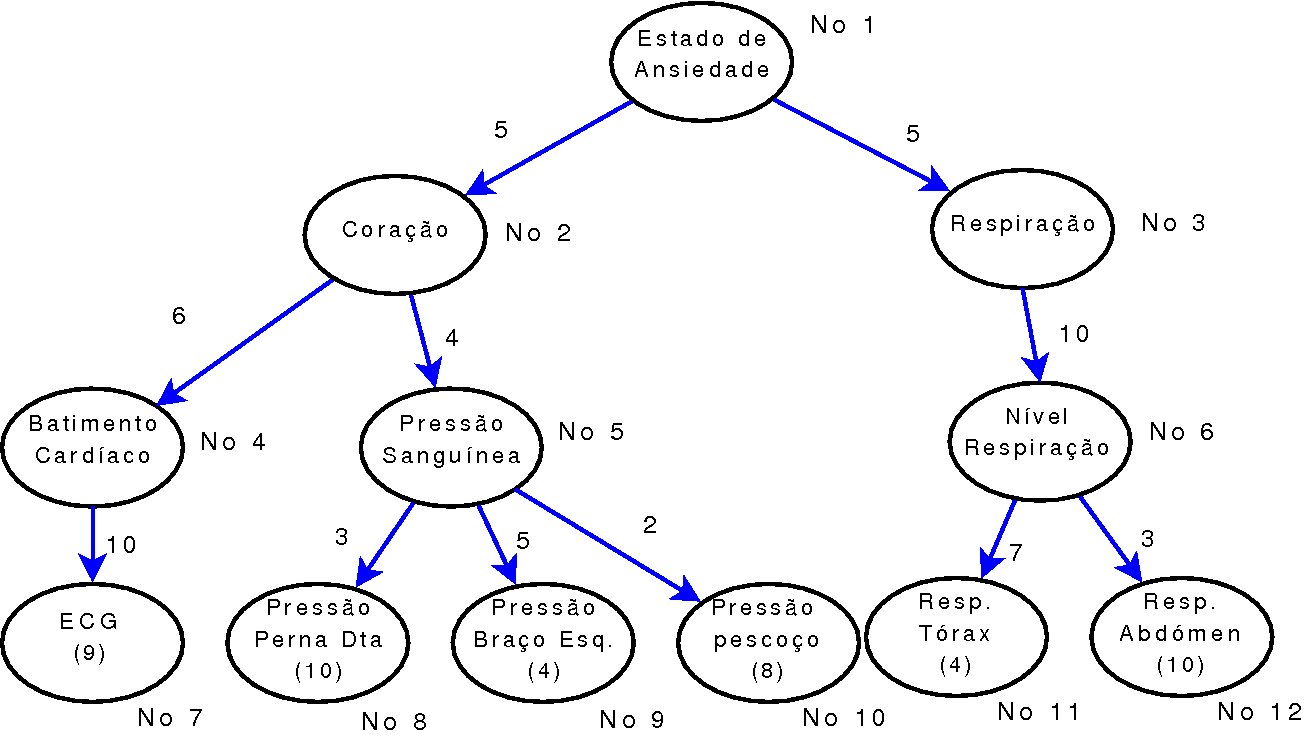 Estado de
Ansiedade
No 1
5
5
Coração
No 2
Respiração
No 3
6
4
10
Batimento
Cardíaco
No 4
Pressão
Sanguínea
No 5
Nível
Respiração
No 6
10
3
5
2
7
3
ECG
(9)
No 7
Pressão
Perna Dta
(10)
No 8
Pressão
Braço Esq.
(4)
No 9
Pressão
pescoço
(8)
No 10
Resp.
Tórax
(4)
No 11
Resp.
Abdómen
(10)
No 12